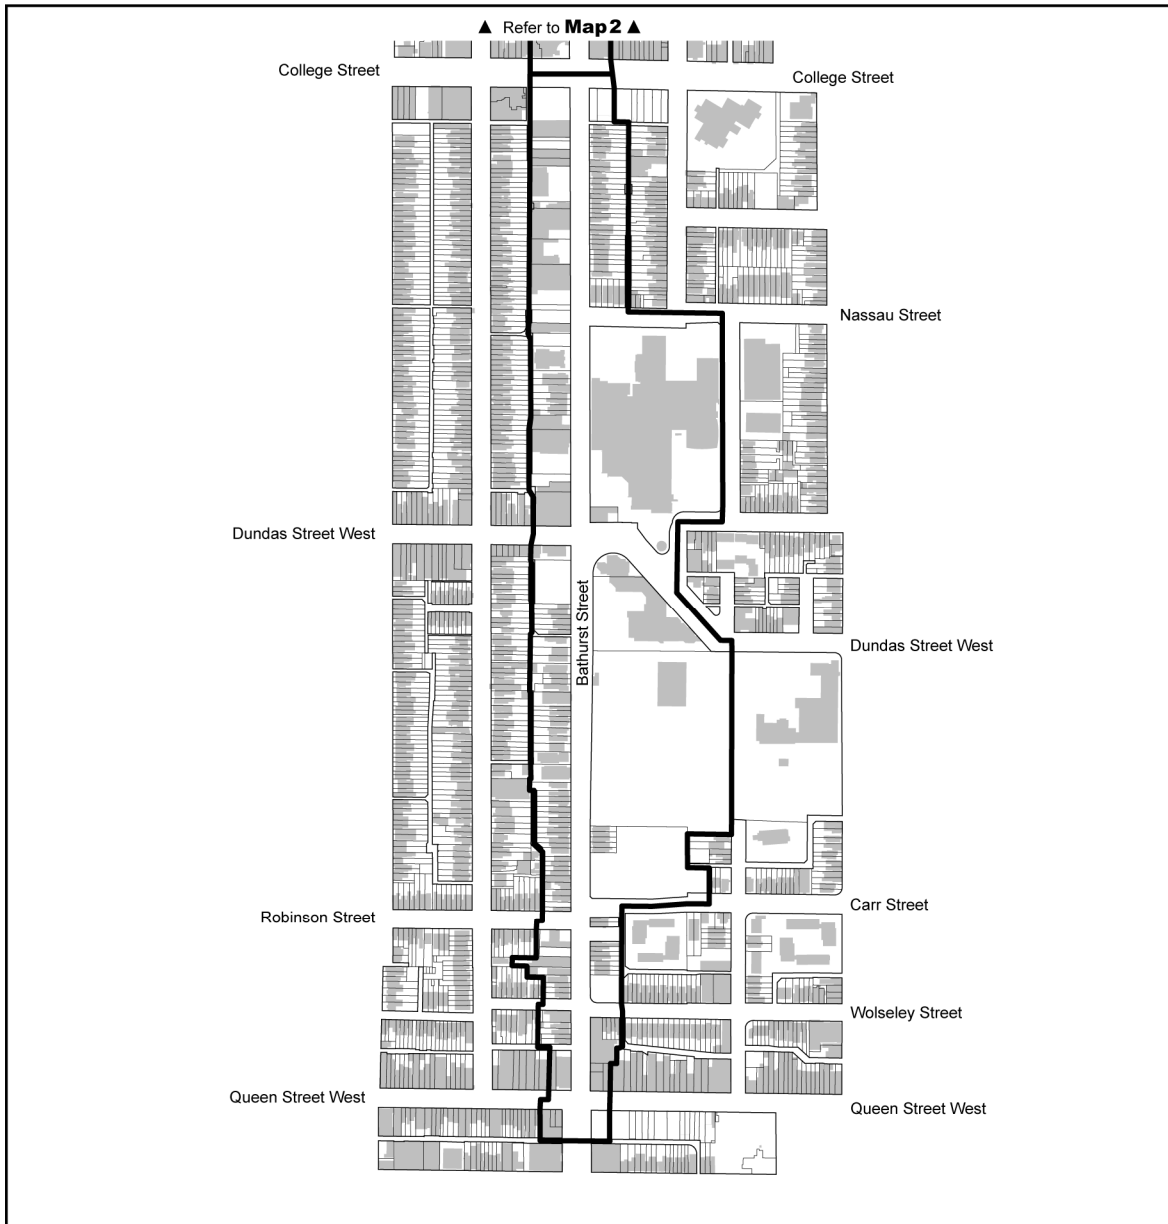 ▲ Refer to Map 2 ▲
College Street
College Street
Nassau Street
Dundas Street West
Bathurst Street
Dundas Street West
Carr Street
Robinson Street
Wolseley Street
Queen Street West
Queen Street West